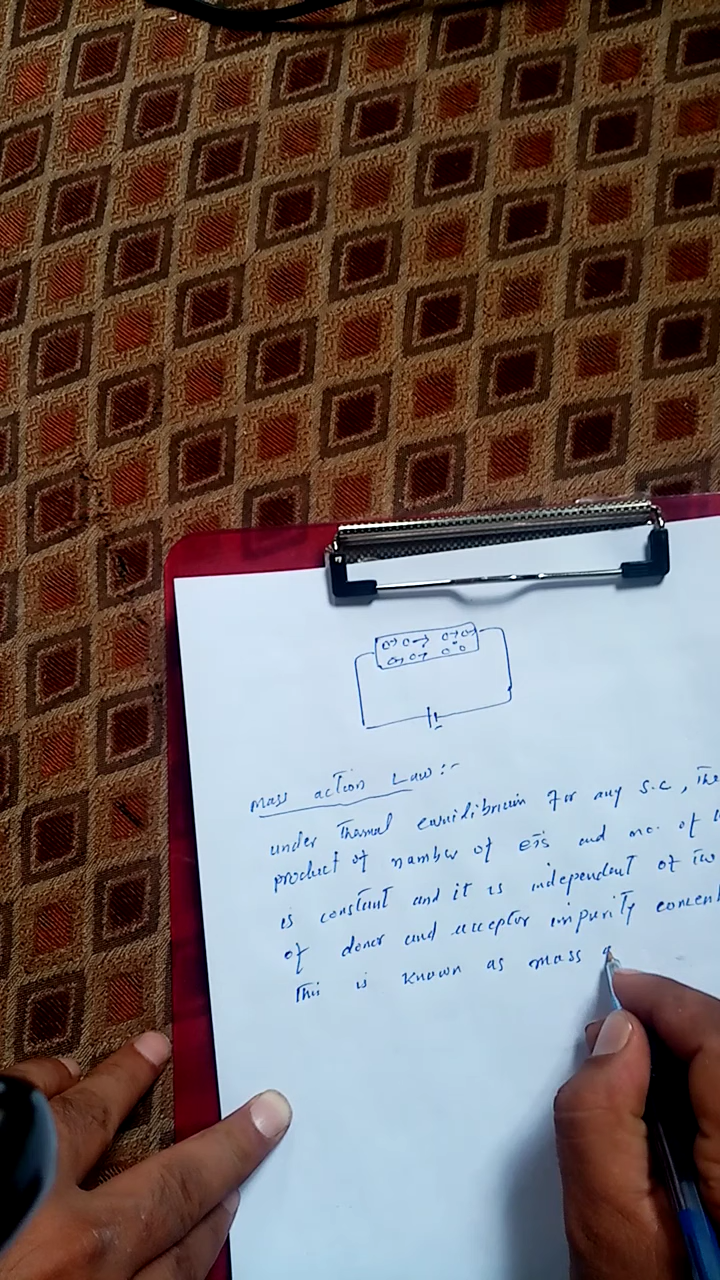 Mass action Law :-
under Thermal equidibrium For any s.c, The
product of number of e⁻s and no. of
is constant and it is independent of
of donor and acceptor impurity
This is known as mass